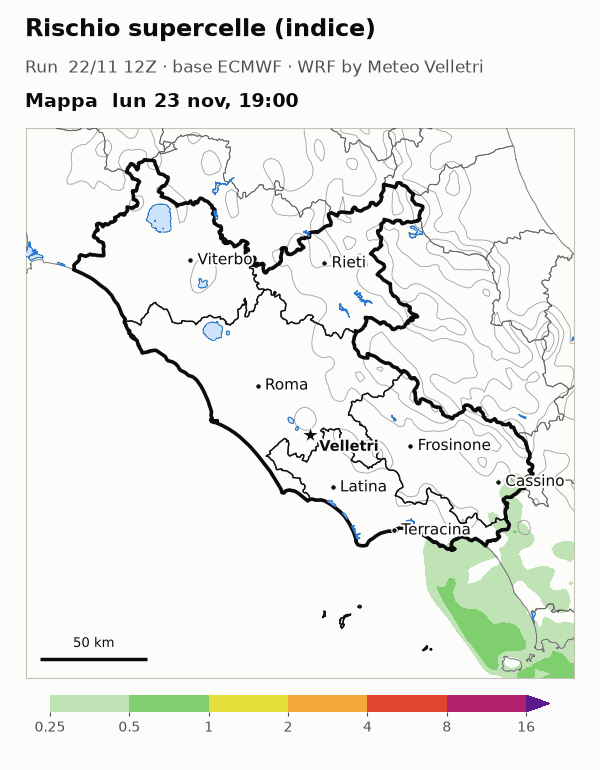 Rischio supercelle (indice)
Run  22/11 12Z · base ECMWF · WRF by Meteo Velletri
Mappa  lun 23 nov, 19:00
Viterbo
Rieti
Roma
Velletri
Frosinone
Cassino
Latina
Terracina
50 km
0.25 0.5 1 2 4 8 16